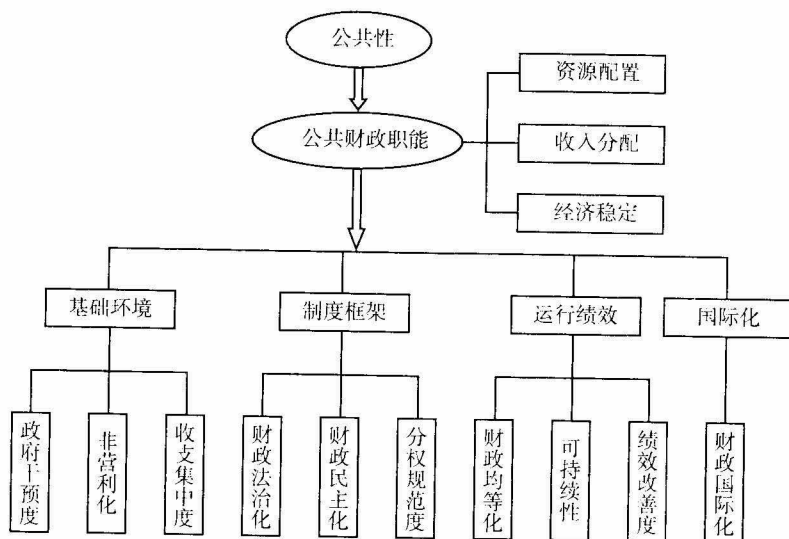 公共性
公共财政职能
资源配置
收入分配
经济稳定
基础环境
制度框架
运行绩效
国际化
政府干预度
非营利化
收支集中度
财政法治化
财政民主化
分权规范度
财政均等化
可持续性
绩效改善度
财政国际化